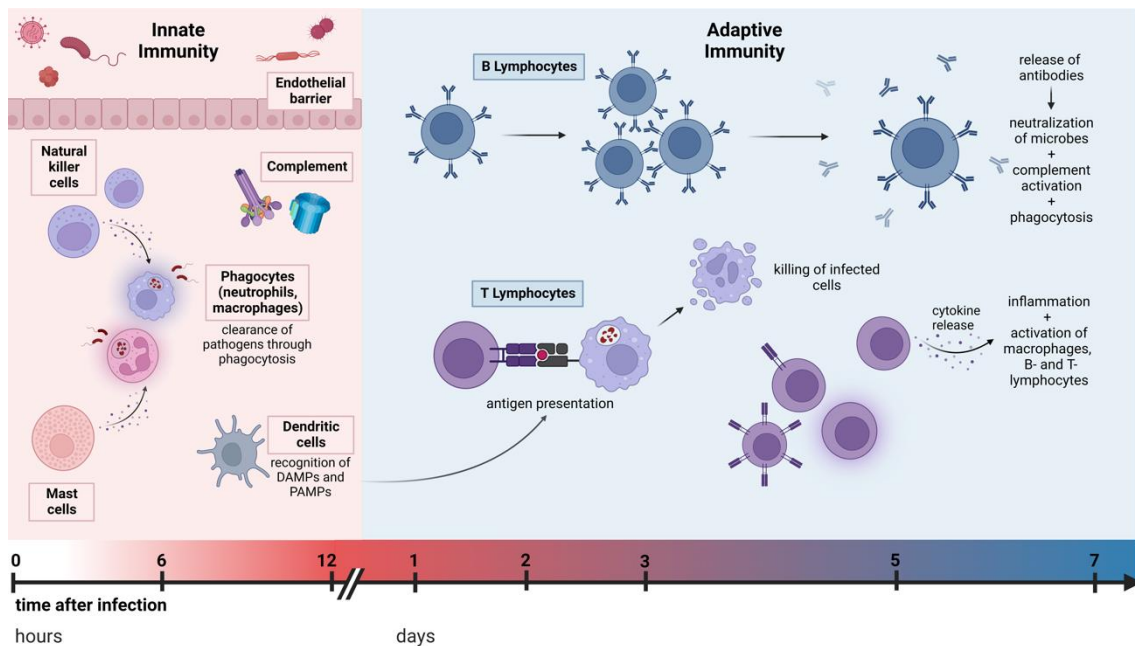 Innate
Immunity
Endothelial
barrier
Natural
killer
cells
Complement
Phagocytes
(neutrophils,
macrophages)
clearance of
pathogens through
phagocytosis
Mast
cells
Dendritic
cells
recognition of
DAMPs and
PAMPs
Adaptive
Immunity
B Lymphocytes
release of
antibodies
neutralization
of microbes
+
complement
activation
+
phagocytosis
T Lymphocytes
antigen presentation
killing of infected
cells
cytokine
release
inflammation
+
activation of
macrophages,
B- and T-
lymphocytes
0 6 12 1 2 3 5 7
time after infection
hours days